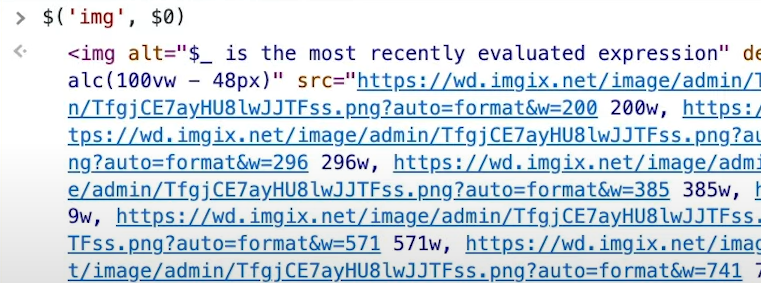 > $('img', $0)
<img alt="$_ is the most recently evaluated expression" de
alc(100vw - 48px)" src="https://wd.imgix.net/image/admin/T
n/TfgjCE7ayHU8lwJJTFss.png?auto=format&w=200 200w, https:/
tps://wd.imgix.net/image/admin/TfgjCE7ayHU8lwJJTFss.png?au
ng?auto=format&w=296 296w, https://wd.imgix.net/image/admi
e/admin/TfgjCE7ayHU8lwJJTFss.png?auto=format&w=385 385w, h
9w, https://wd.imgix.net/image/admin/TfgjCE7ayHU8lwJJTFss.
TFss.png?auto=format&w=571 571w, https://wd.imgix.net/imag
t/image/admin/TfgjCE7ayHU8lwJJTFss.png?auto=format&w=741 7